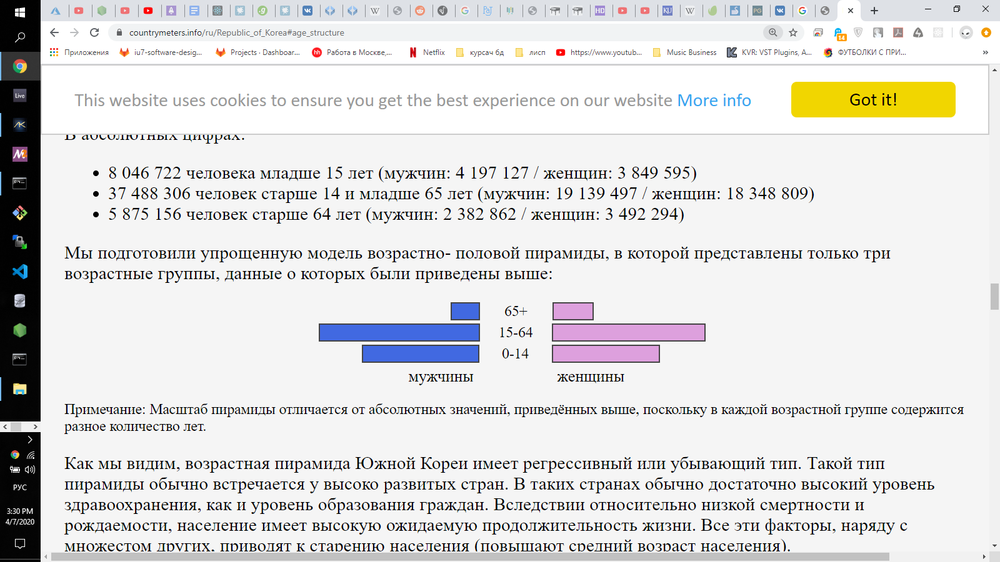 countrymeters.info/ru/Republic_of_Korea#age_structure
14
Приложения
iu7-software-desig...
Projects · Dashboar...
hh
Работа в Москве,...
Netflix
курсач бд
лисп
https://www.youtub...
Music Business
KVR: VST Plugins, A...
ФУТБОЛКИ С ПРИ...
»
This website uses cookies to ensure you get the best experience on our website More info
Got it!
В абсолютных цифрах:
• 8 046 722 человека младше 15 лет (мужчин: 4 197 127 / женщин: 3 849 595)
• 37 488 306 человек старше 14 и младше 65 лет (мужчин: 19 139 497 / женщин: 18 348 809)
• 5 875 156 человек старше 64 лет (мужчин: 2 382 862 / женщин: 3 492 294)
Мы подготовили упрощенную модель возрастно- половой пирамиды, в которой представлены только три
возрастные группы, данные о которых были приведены выше:
65+
15-64
0-14
мужчины
женщины
Примечание: Масштаб пирамиды отличается от абсолютных значений, приведённых выше, поскольку в каждой возрастной группе содержится
разное количество лет.
Как мы видим, возрастная пирамида Южной Кореи имеет регрессивный или убывающий тип. Такой тип
пирамиды обычно встречается у высоко развитых стран. В таких странах обычно достаточно высокий уровень
здравоохранения, как и уровень образования граждан. Вследствии относительно низкой смертности и
рождаемости, население имеет высокую ожидаемую продолжительность жизни. Все эти факторы, наряду с
множестом других, приводят к старению населения (повышают средний возраст населения).
Live
РУС
3:30 PM
4/7/2020